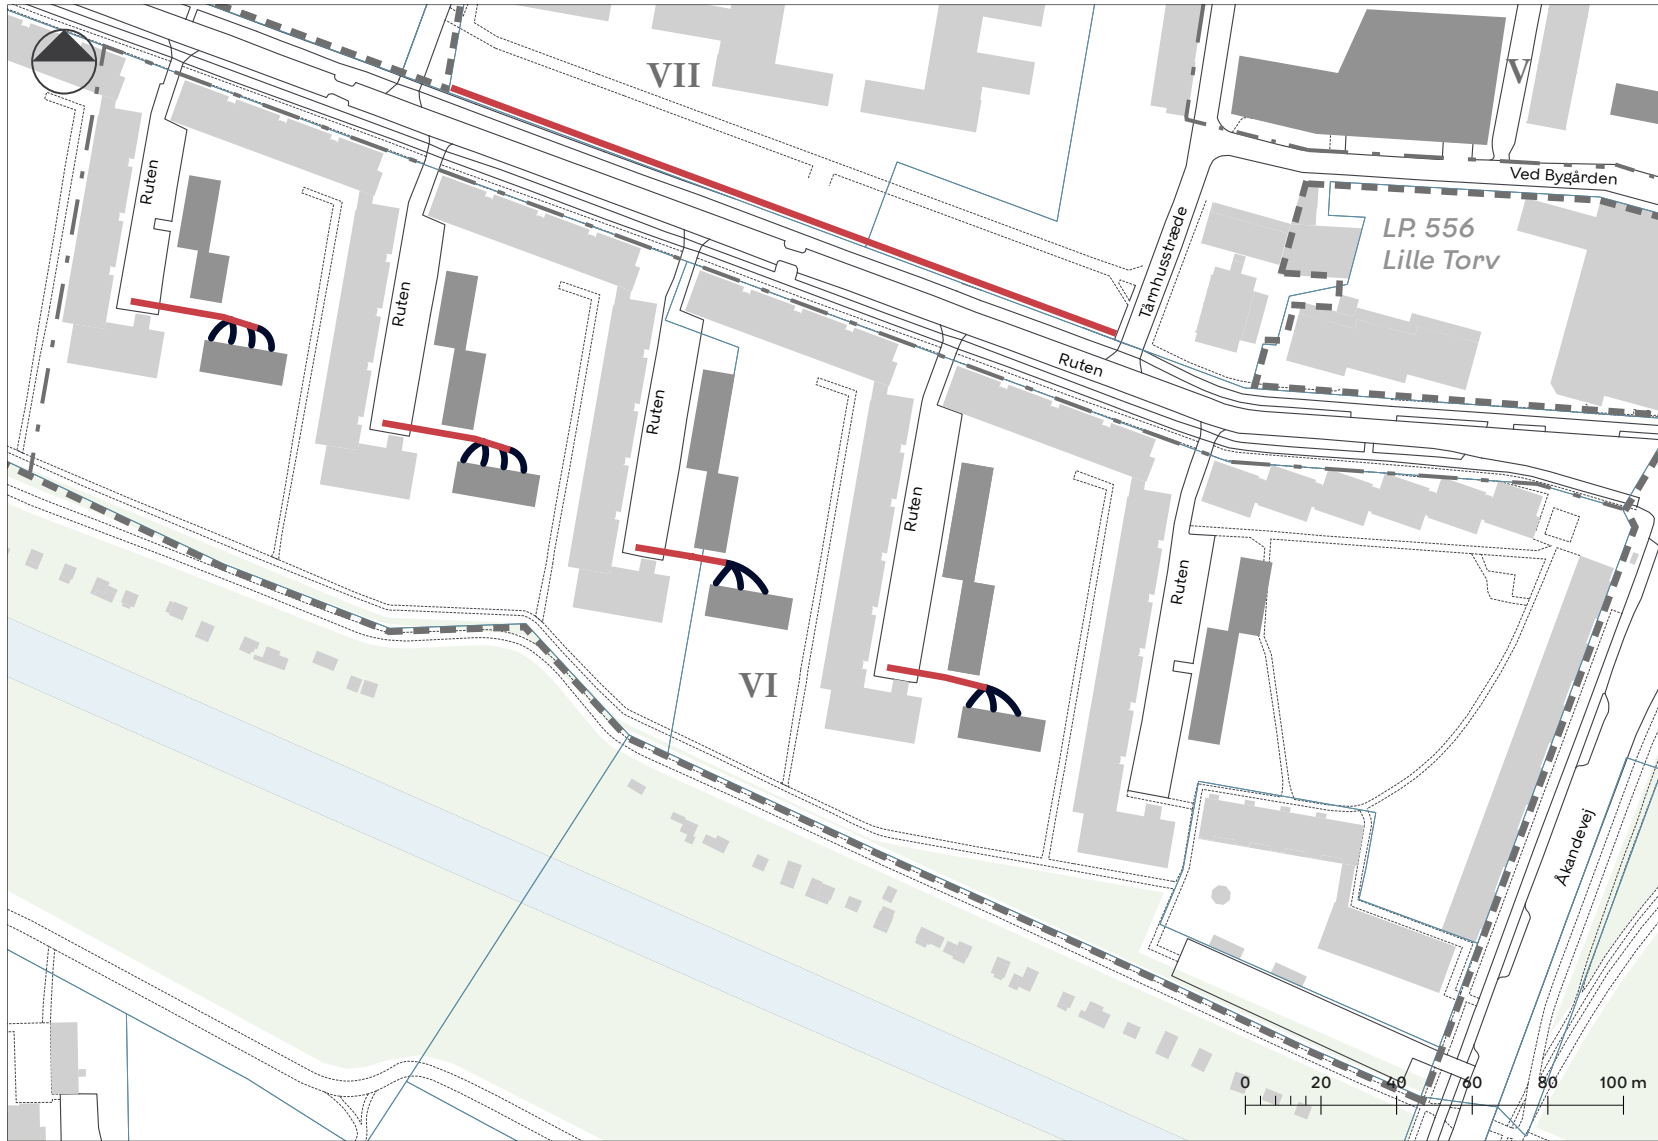 VII
V
Ved Bygården
Ruten
LP. 556
Lille Torv
Tårnhusstræde
Ruten
Ruten
Ruten
Ruten
Ruten
VI
Åkandevej
0 20 40 60 80 100 m